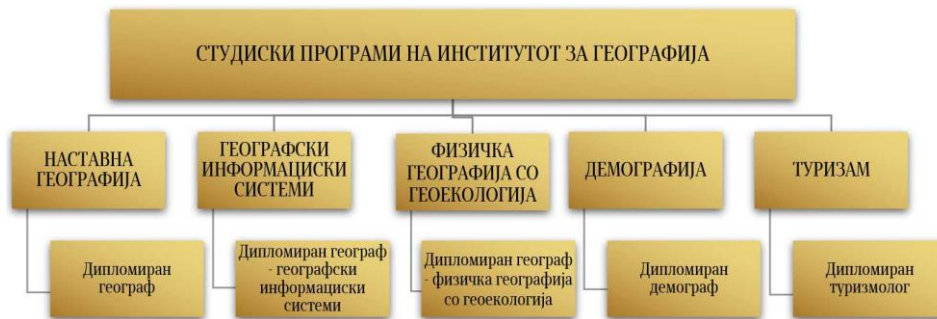 СТУДИСКИ ПРОГРАМИ НА ИНСТИТУТОТ ЗА ГЕОГРАФИЈА
НАСТАВНА
ГЕОГРАФИЈА
ГЕОГРАФСКИ
ИНФОРМАЦИСКИ
СИСТЕМИ
ФИЗИЧКА
ГЕОГРАФИЈА СО
ГЕОЕКОЛОГИЈА
ДЕМОГРАФИЈА
ТУРИЗАМ
Дипломиран
географ
Дипломиран географ
- географски
информациски
системи
Дипломиран географ
- физичка географија
со геоекологија
Дипломиран
демограф
Дипломиран
туризмолог